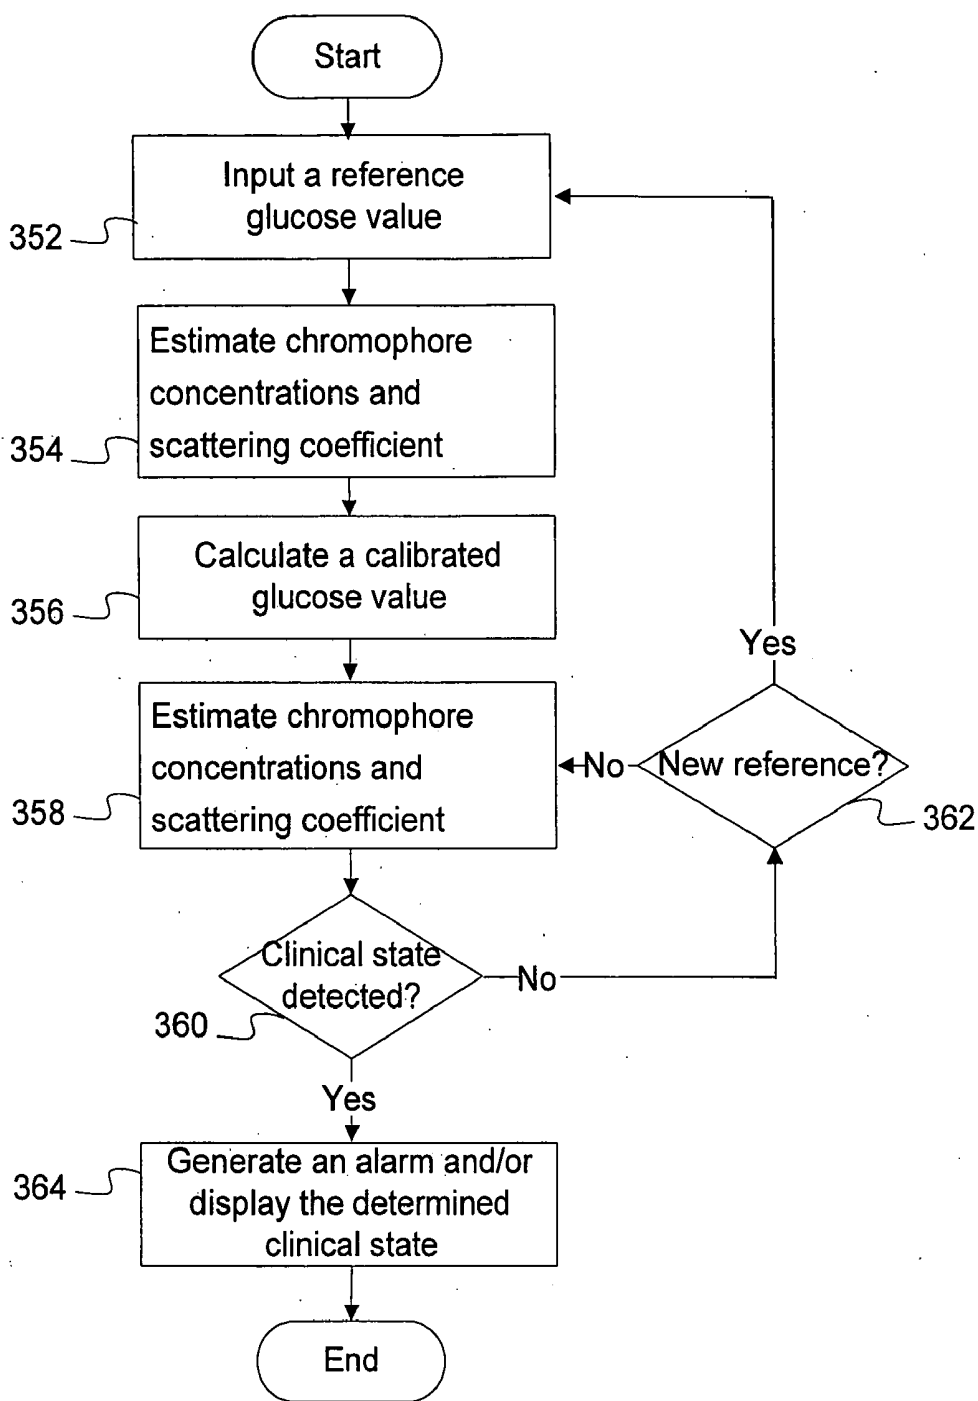 Start
Input a reference
glucose value
352
Estimate chromophore
concentrations and
scattering coefficient
354
Calculate a calibrated
glucose value
356
Yes
Estimate chromophore
concentrations and
scattering coefficient
358
No
New reference?
362
Clinical state
detected?
360
No
Yes
Generate an alarm and/or
display the determined
clinical state
364
End